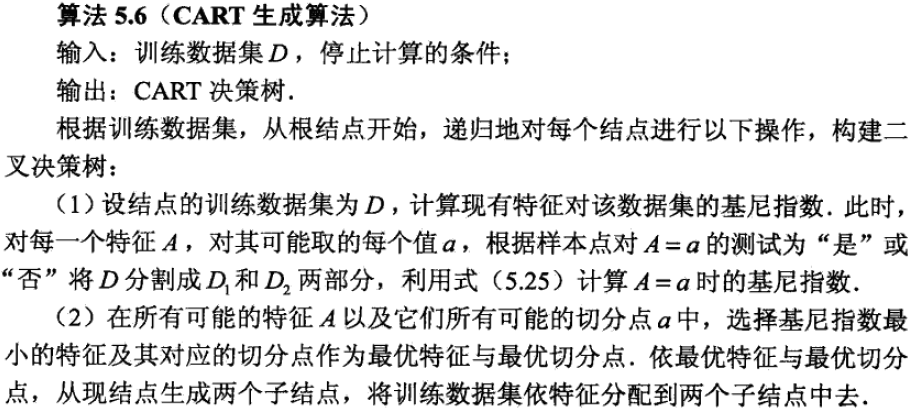 算法 5.6（CART 生成算法）
输入：训练数据集 D，停止计算的条件；
输出：CART 决策树．
根据训练数据集，从根结点开始，递归地对每个结点进行以下操作，构建二
叉决策树：
（1）设结点的训练数据集为 D，计算现有特征对该数据集的基尼指数．此时，
对每一个特征 A，对其可能取的每个值 a，根据样本点对 A = a 的测试为“是”或
“否”将 D 分割成 D₁ 和 D₂ 两部分，利用式（5.25）计算 A = a 时的基尼指数．
（2）在所有可能的特征 A 以及它们所有可能的切分点 a 中，选择基尼指数最
小的特征及其对应的切分点作为最优特征与最优切分点．依最优特征与最优切分
点，从现结点生成两个子结点，将训练数据集依特征分配到两个子结点中去．